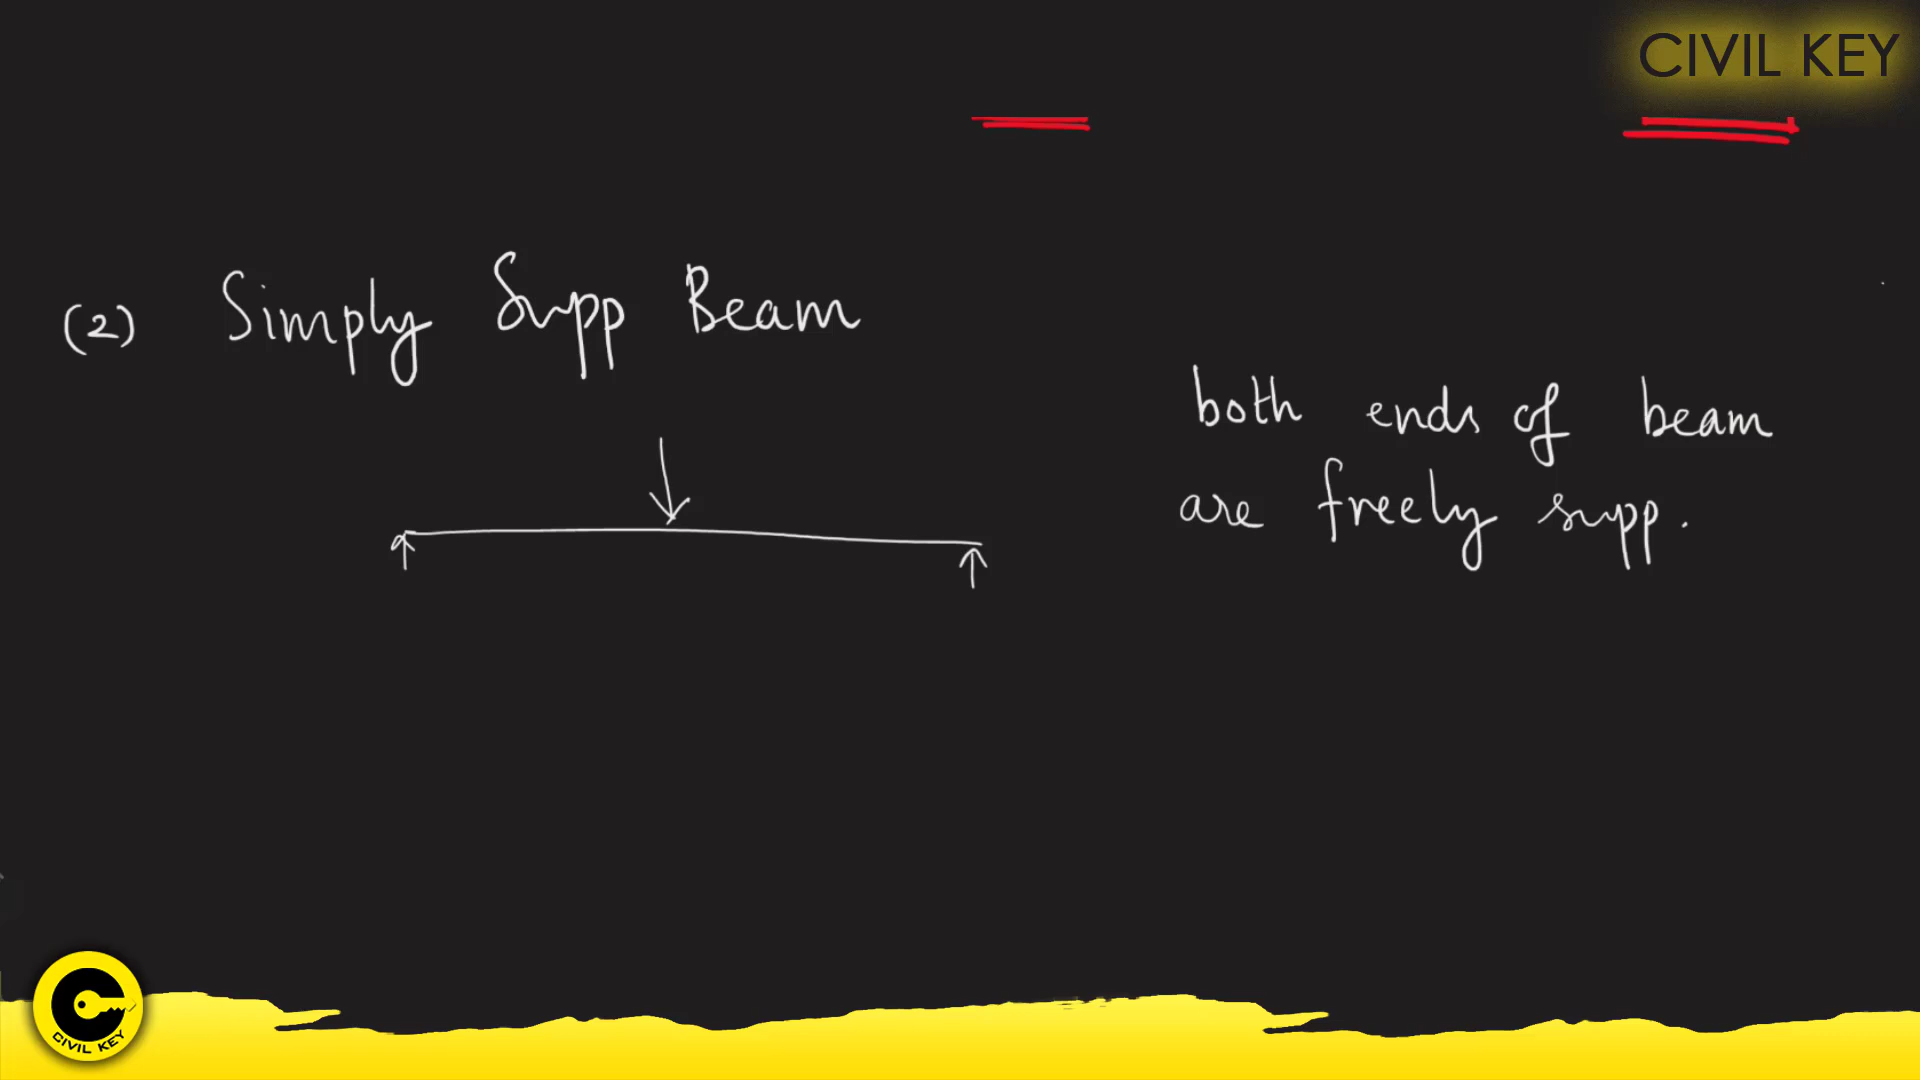 CIVIL KEY
(2) Simply Supp Beam
both ends of beam
are freely supp.
CIVIL KEY